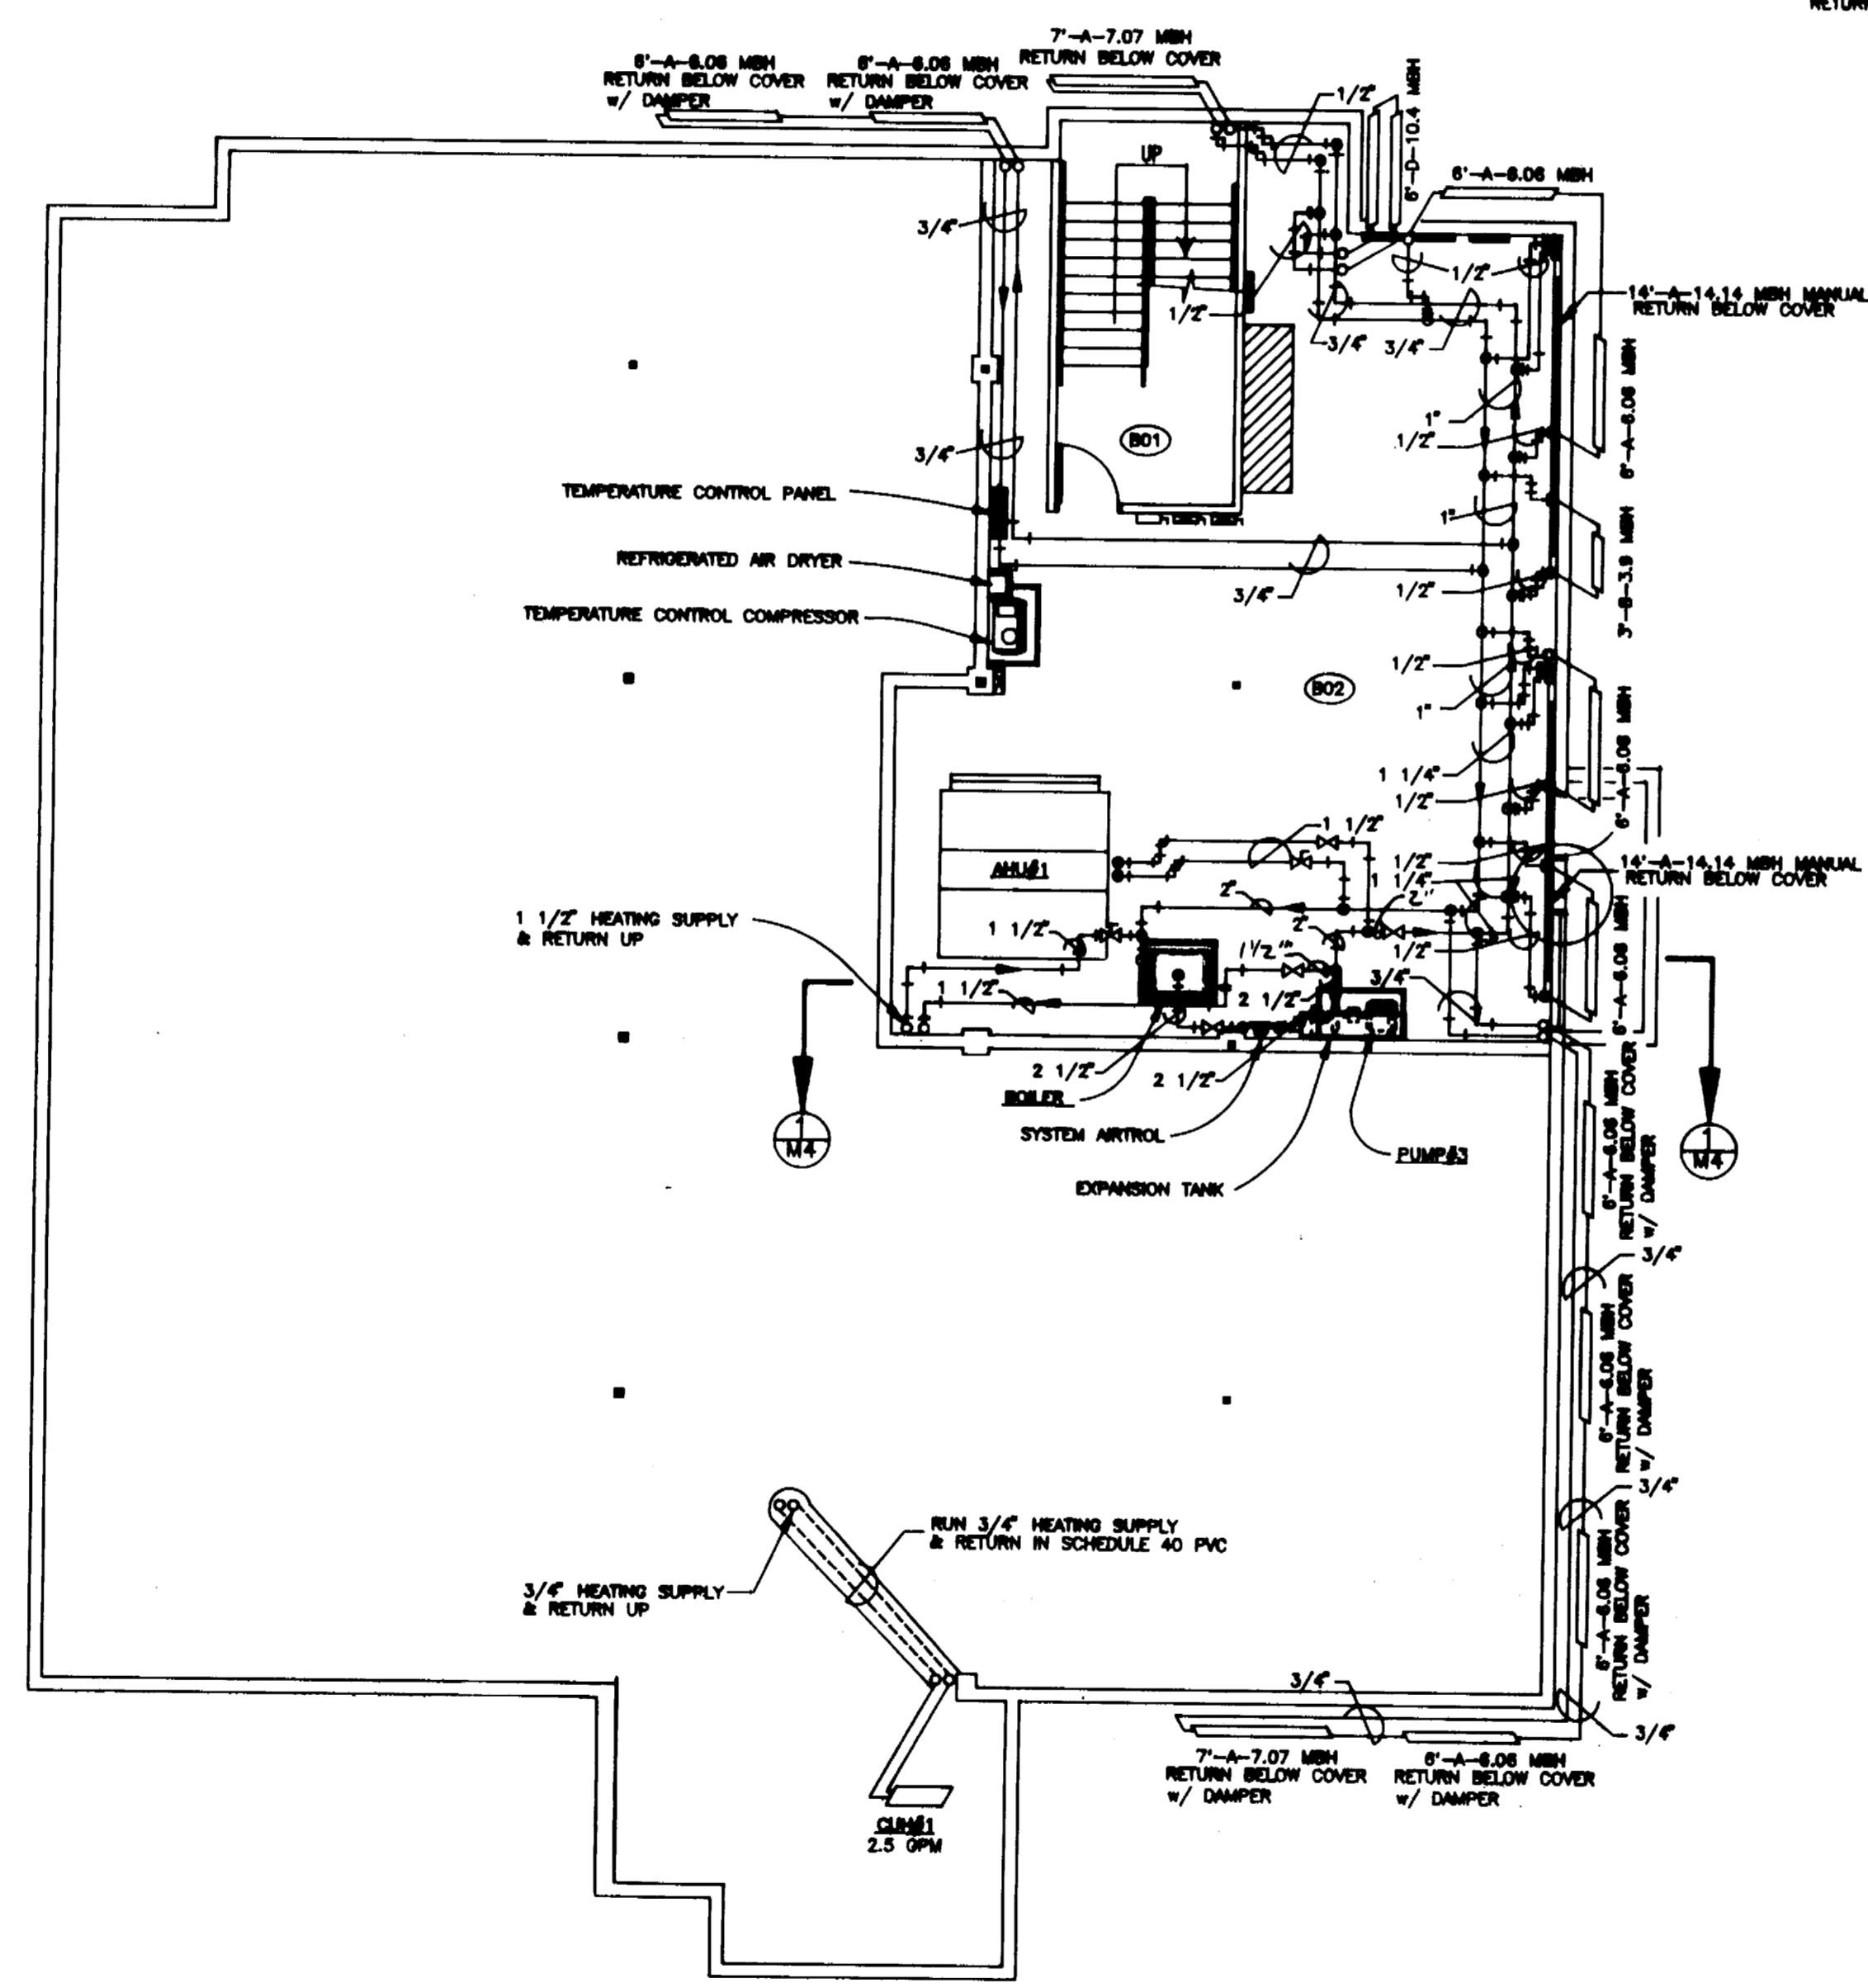 7'-A-7.07 MBH
RETURN BELOW COVER
6'-A-6.06 MBH
RETURN BELOW COVER
w/ DAMPER
6'-A-6.06 MBH
RETURN BELOW COVER
w/ DAMPER
1/2"
6'-D-10.4 MBH
UP
6'-A-6.06 MBH
3/4"
1/2"
14'-A-14.14 MBH MANUAL
RETURN BELOW COVER
1/2"
3/4"
3/4"
6'-A-6.06 MBH
1"
1/2"
B01
3/4"
TEMPERATURE CONTROL PANEL
1"
3'-B-3.9 MBH
REFRIGERATED AIR DRYER
3/4"
1/2"
TEMPERATURE CONTROL COMPRESSOR
1/2"
B02
1"
6'-A-6.06 MBH
1 1/4"
1/2"
1 1/2"
AHU#1
1/2"
14'-A-14.14 MBH MANUAL
RETURN BELOW COVER
1 1/4"
2"
2"
1 1/2" HEATING SUPPLY
& RETURN UP
1 1/2"
2"
1 1/2"
1/2"
6'-A-6.06 MBH
3/4"
1 1/2"
2 1/2"
2 1/2"
2 1/2"
BOILER
SYSTEM AIRTROL
PUMP#3
EXPANSION TANK
1
M4
1
M4
6'-A-6.06 MBH
RETURN BELOW COVER
w/ DAMPER
3/4"
6'-A-6.06 MBH
RETURN BELOW COVER
w/ DAMPER
3/4"
6'-A-6.06 MBH
RETURN BELOW COVER
w/ DAMPER
RUN 3/4" HEATING SUPPLY
& RETURN IN SCHEDULE 40 PVC
3/4" HEATING SUPPLY
& RETURN UP
3/4"
3/4"
7'-A-7.07 MBH
RETURN BELOW COVER
w/ DAMPER
6'-A-6.06 MBH
RETURN BELOW COVER
w/ DAMPER
CUH#1
2.5 GPM